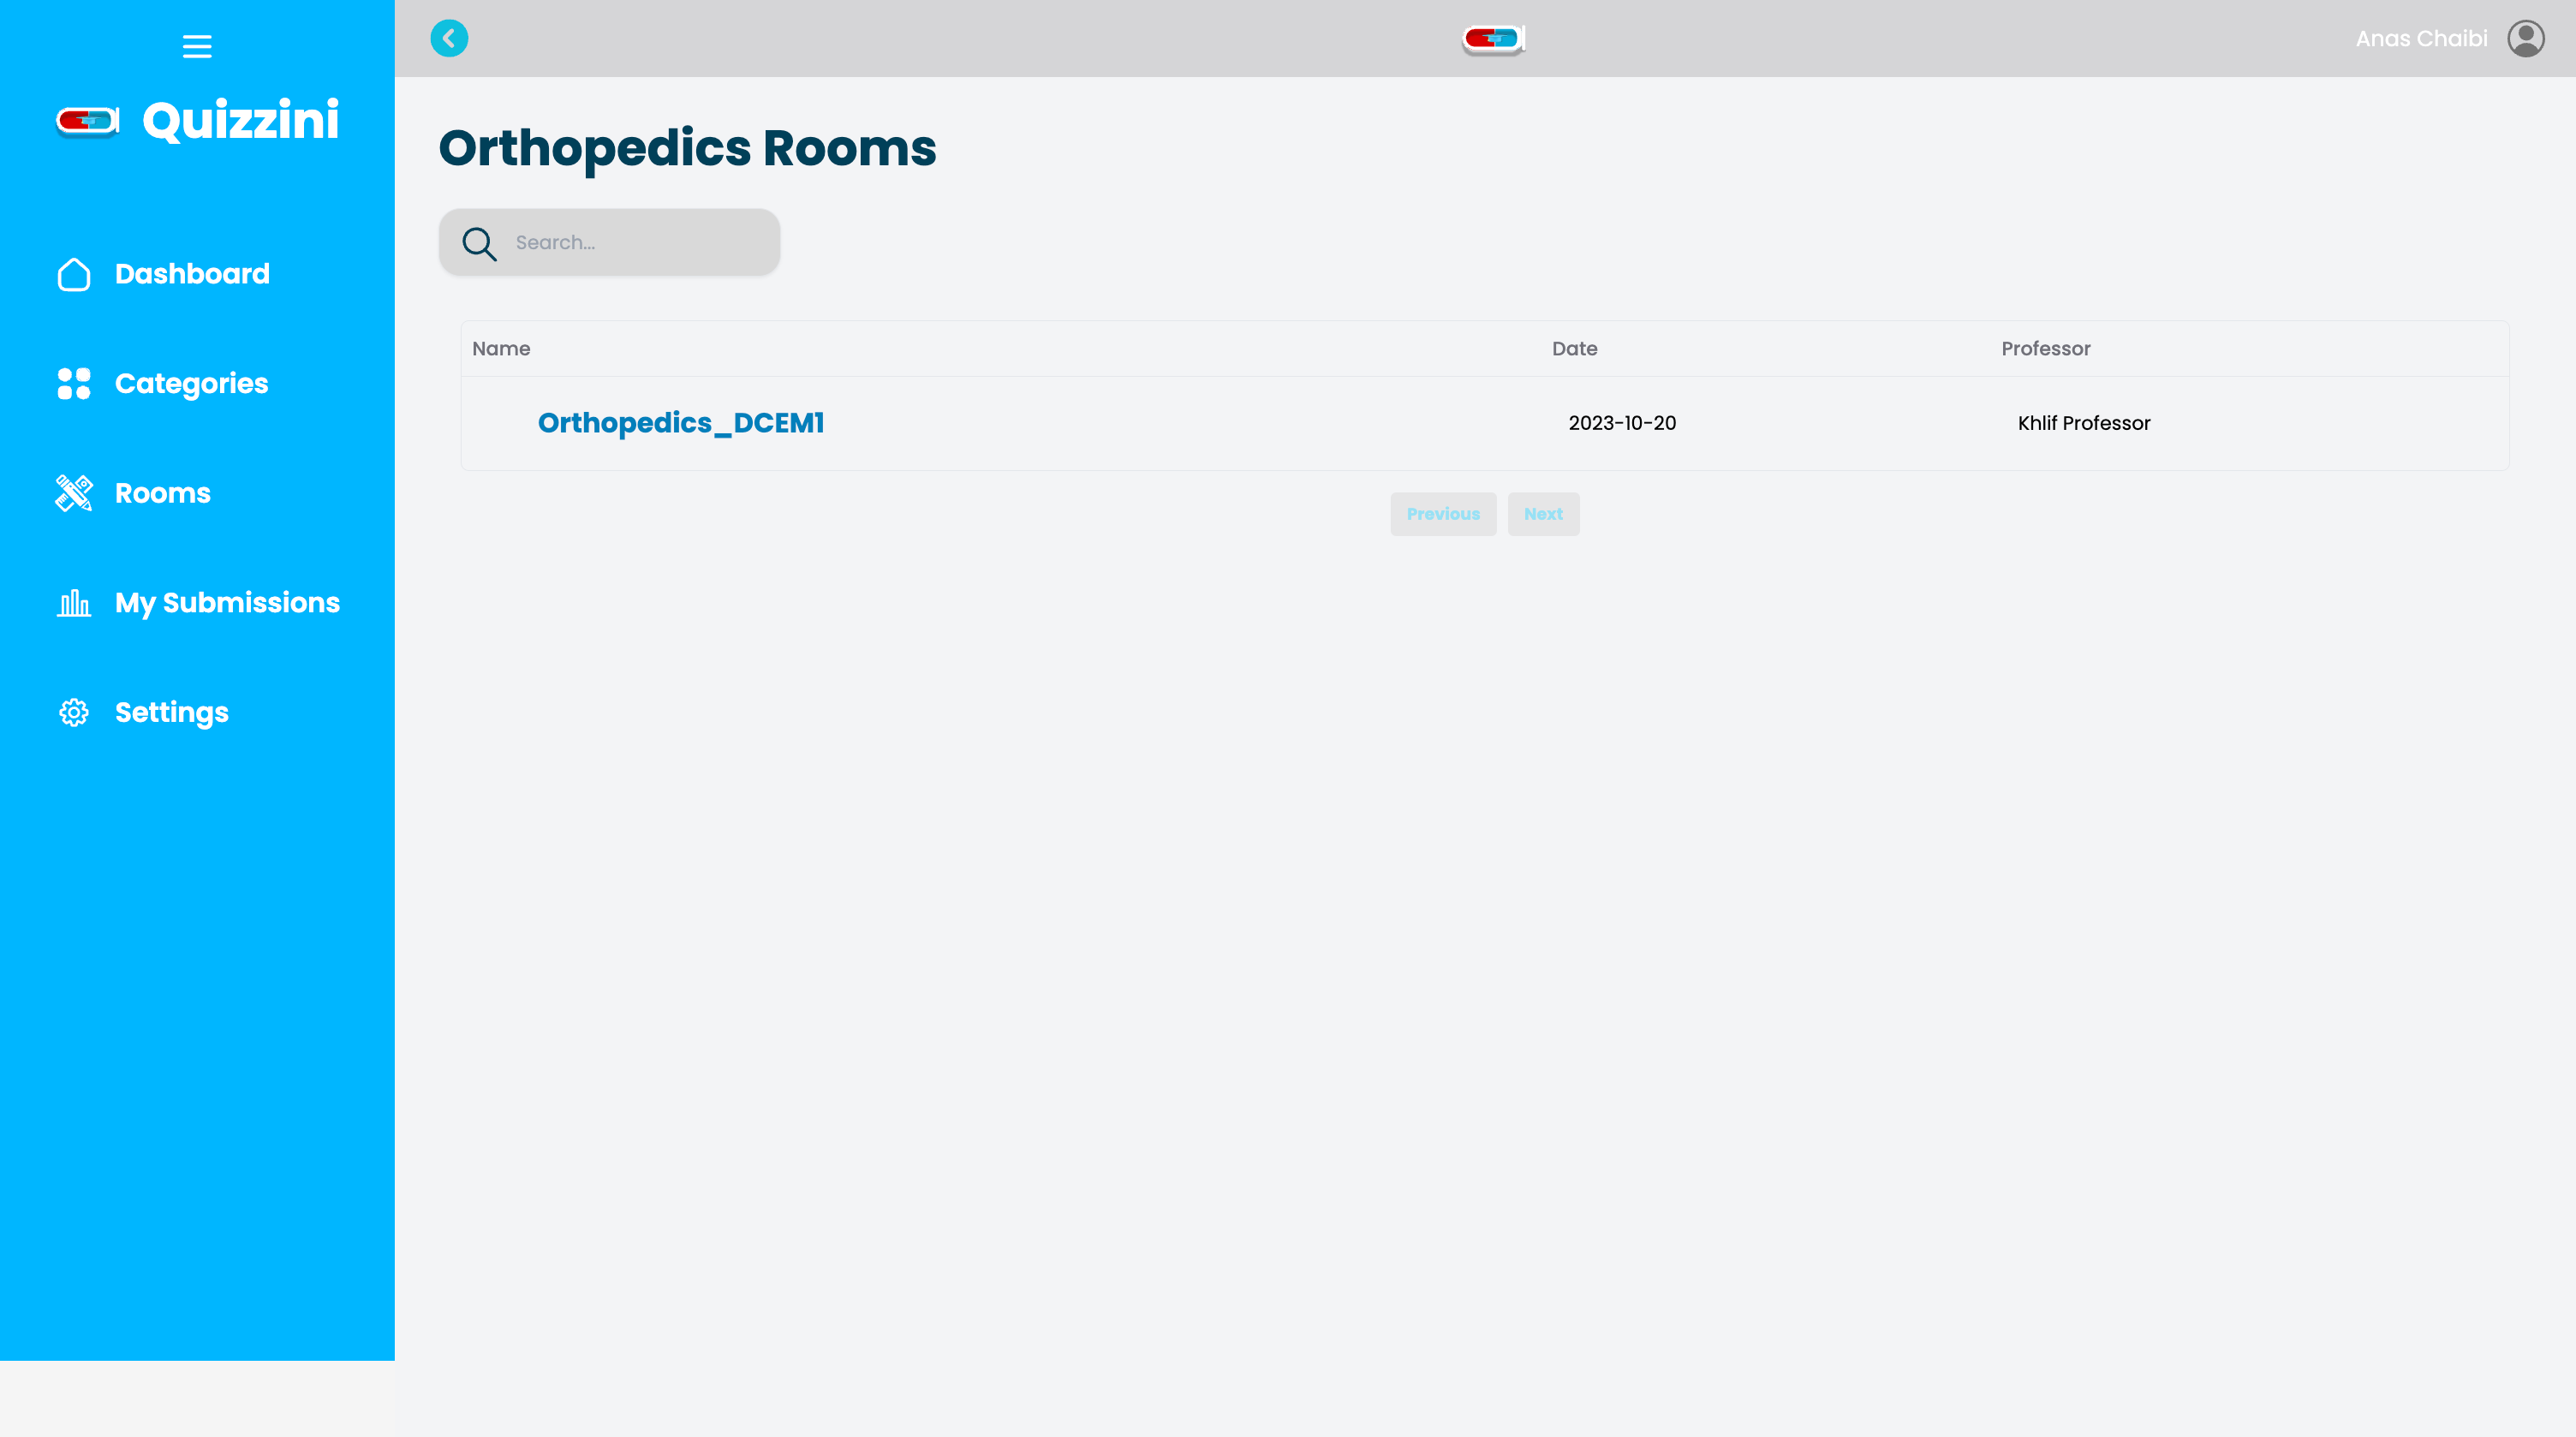 Quizzini
Dashboard
Categories
Rooms
My Submissions
Settings
Anas Chaibi
Orthopedics Rooms
Search...
Name Date Professor
Orthopedics_DCEM1 2023-10-20 Khlif Professor
Previous Next